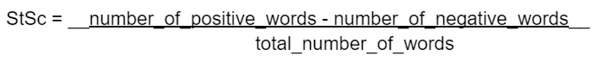 StSc = __number_of_positive_words - number_of_negative_words__
total_number_of_words